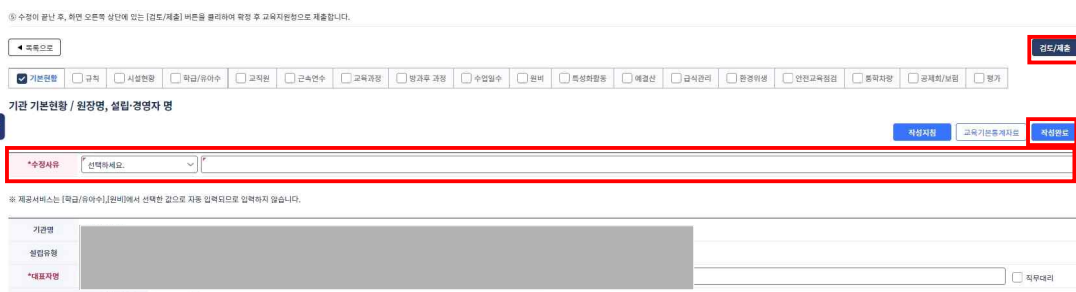 ⑤ 수정이 끝난 후, 화면 오른쪽 상단에 있는 [검토/제출] 버튼을 클릭하여 확정 후 교육지원청으로 제출합니다.
◀ 목록으로 검토/제출
기본현황 규칙 시설현황 학급/유아수 교직원 근속연수 교육과정 방과후 과정 수업일수 원비 특성화활동 예결산 급식관리 환경위생 안전교육점검 통학차량 공제회/보험 평가
기관 기본현황 / 원장명, 설립·경영자 명
작성지침 교육기본통계자료 작성완료
*수정사유 선택하세요.
※ 제공서비스는 [학급/유아수],[원비]에서 선택한 값으로 자동 입력되므로 입력하지 않습니다.
기관명
설립유형
*대표자명 직무대리